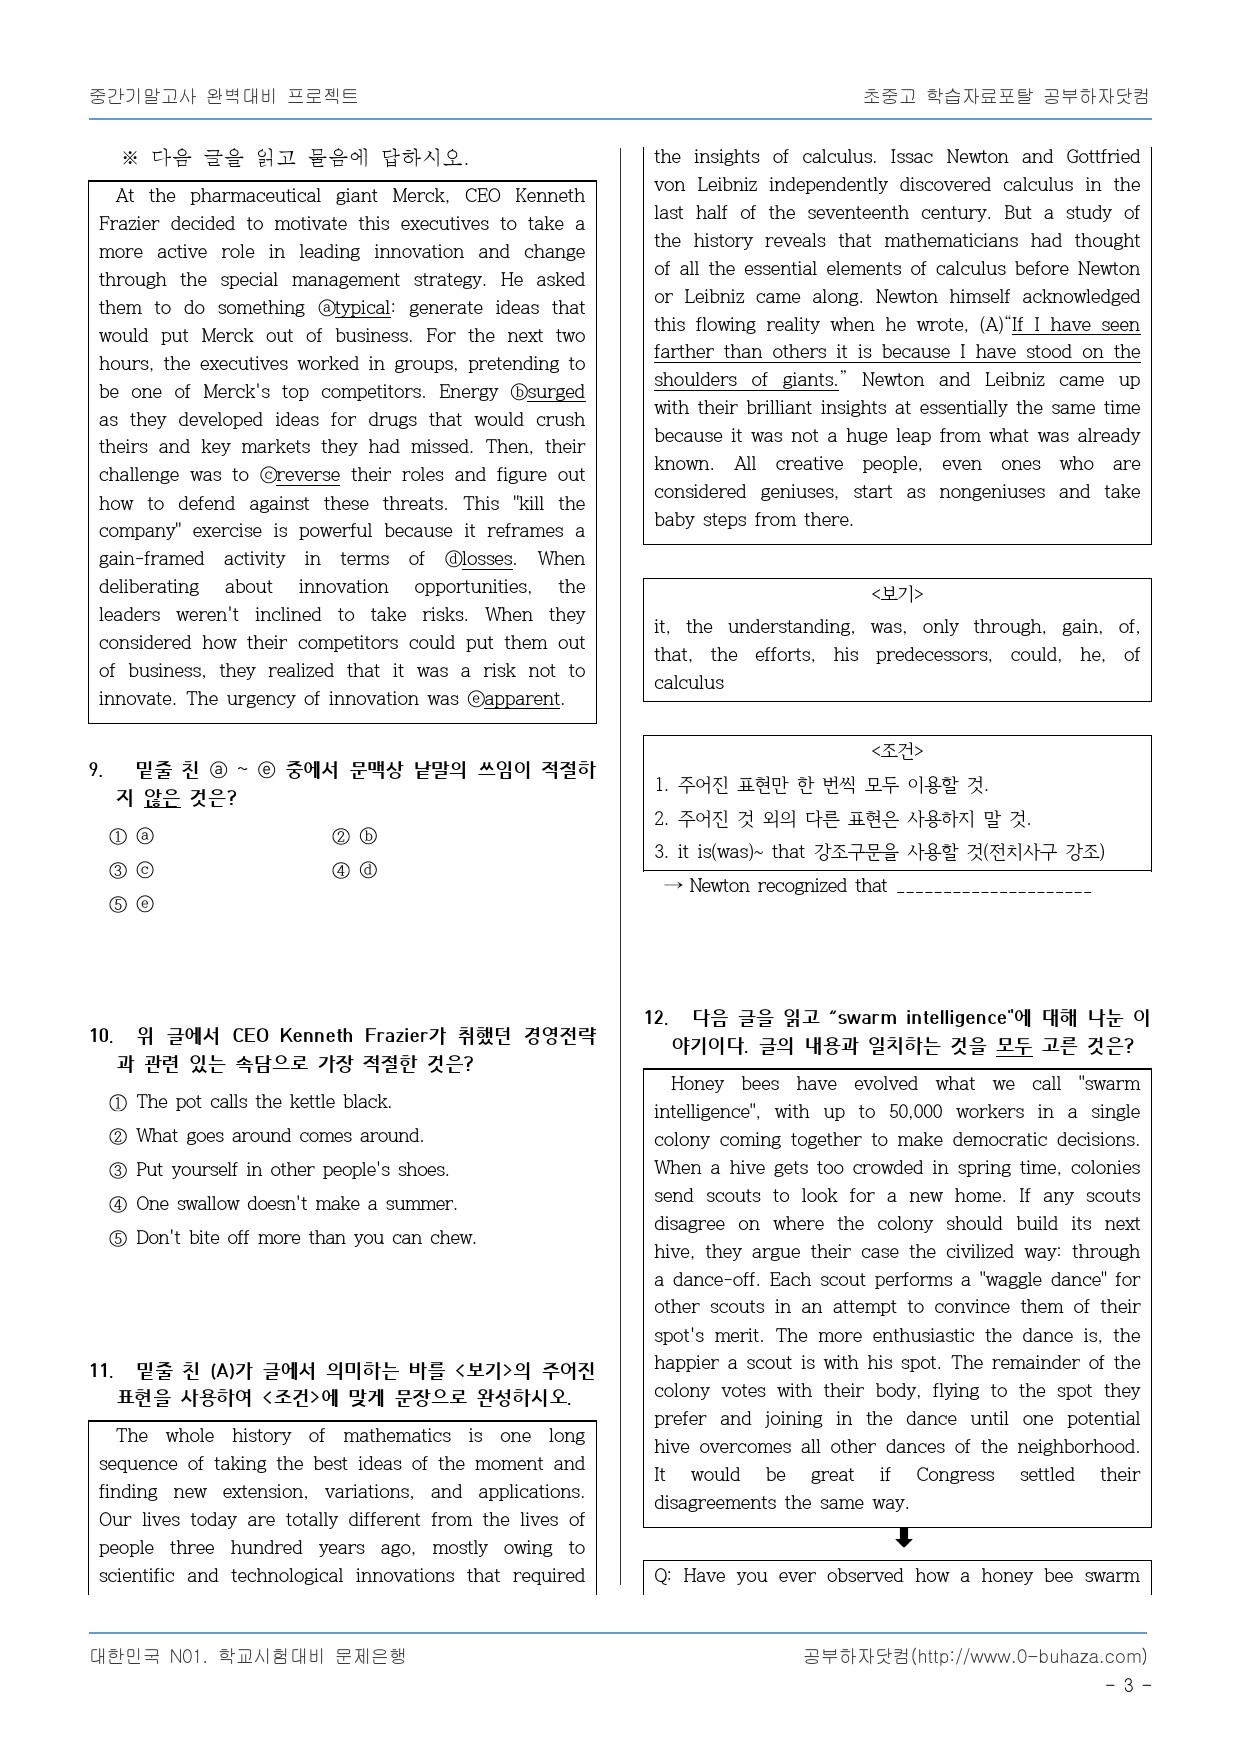 중간기말고사 완벽대비 프로젝트
초중고 학습자료포탈 공부하자닷컴
※ 다음 글을 읽고 물음에 답하시오.
At the pharmaceutical giant Merck, CEO Kenneth
Frazier decided to motivate this executives to take a
more active role in leading innovation and change
through the special management strategy. He asked
them to do something ⓐtypical: generate ideas that
would put Merck out of business. For the next two
hours, the executives worked in groups, pretending to
be one of Merck's top competitors. Energy ⓑsurged
as they developed ideas for drugs that would crush
theirs and key markets they had missed. Then, their
challenge was to ⓒreverse their roles and figure out
how to defend against these threats. This "kill the
company" exercise is powerful because it reframes a
gain-framed activity in terms of ⓓlosses. When
deliberating about innovation opportunities, the
leaders weren't inclined to take risks. When they
considered how their competitors could put them out
of business, they realized that it was a risk not to
innovate. The urgency of innovation was ⓔapparent.
9. 밑줄 친 ⓐ ~ ⓔ 중에서 문맥상 낱말의 쓰임이 적절하
지 않은 것은?
① ⓐ ② ⓑ
③ ⓒ ④ ⓓ
⑤ ⓔ
10. 위 글에서 CEO Kenneth Frazier가 취했던 경영전략
과 관련 있는 속담으로 가장 적절한 것은?
① The pot calls the kettle black.
② What goes around comes around.
③ Put yourself in other people's shoes.
④ One swallow doesn't make a summer.
⑤ Don't bite off more than you can chew.
11. 밑줄 친 (A)가 글에서 의미하는 바를 <보기>의 주어진
표현을 사용하여 <조건>에 맞게 문장으로 완성하시오.
The whole history of mathematics is one long
sequence of taking the best ideas of the moment and
finding new extension, variations, and applications.
Our lives today are totally different from the lives of
people three hundred years ago, mostly owing to
scientific and technological innovations that required
the insights of calculus. Issac Newton and Gottfried
von Leibniz independently discovered calculus in the
last half of the seventeenth century. But a study of
the history reveals that mathematicians had thought
of all the essential elements of calculus before Newton
or Leibniz came along. Newton himself acknowledged
this flowing reality when he wrote, (A)“If I have seen
farther than others it is because I have stood on the
shoulders of giants.” Newton and Leibniz came up
with their brilliant insights at essentially the same time
because it was not a huge leap from what was already
known. All creative people, even ones who are
considered geniuses, start as nongeniuses and take
baby steps from there.
<보기>
it, the understanding, was, only through, gain, of,
that, the efforts, his predecessors, could, he, of
calculus
<조건>
1. 주어진 표현만 한 번씩 모두 이용할 것.
2. 주어진 것 외의 다른 표현은 사용하지 말 것.
3. it is(was)~ that 강조구문을 사용할 것(전치사구 강조)
→ Newton recognized that _____________________
12. 다음 글을 읽고 “swarm intelligence"에 대해 나눈 이
야기이다. 글의 내용과 일치하는 것을 모두 고른 것은?
Honey bees have evolved what we call "swarm
intelligence", with up to 50,000 workers in a single
colony coming together to make democratic decisions.
When a hive gets too crowded in spring time, colonies
send scouts to look for a new home. If any scouts
disagree on where the colony should build its next
hive, they argue their case the civilized way: through
a dance-off. Each scout performs a "waggle dance" for
other scouts in an attempt to convince them of their
spot's merit. The more enthusiastic the dance is, the
happier a scout is with his spot. The remainder of the
colony votes with their body, flying to the spot they
prefer and joining in the dance until one potential
hive overcomes all other dances of the neighborhood.
It would be great if Congress settled their
disagreements the same way.
Q: Have you ever observed how a honey bee swarm
대한민국 N01. 학교시험대비 문제은행
공부하자닷컴(http://www.0-buhaza.com)
- 3 -